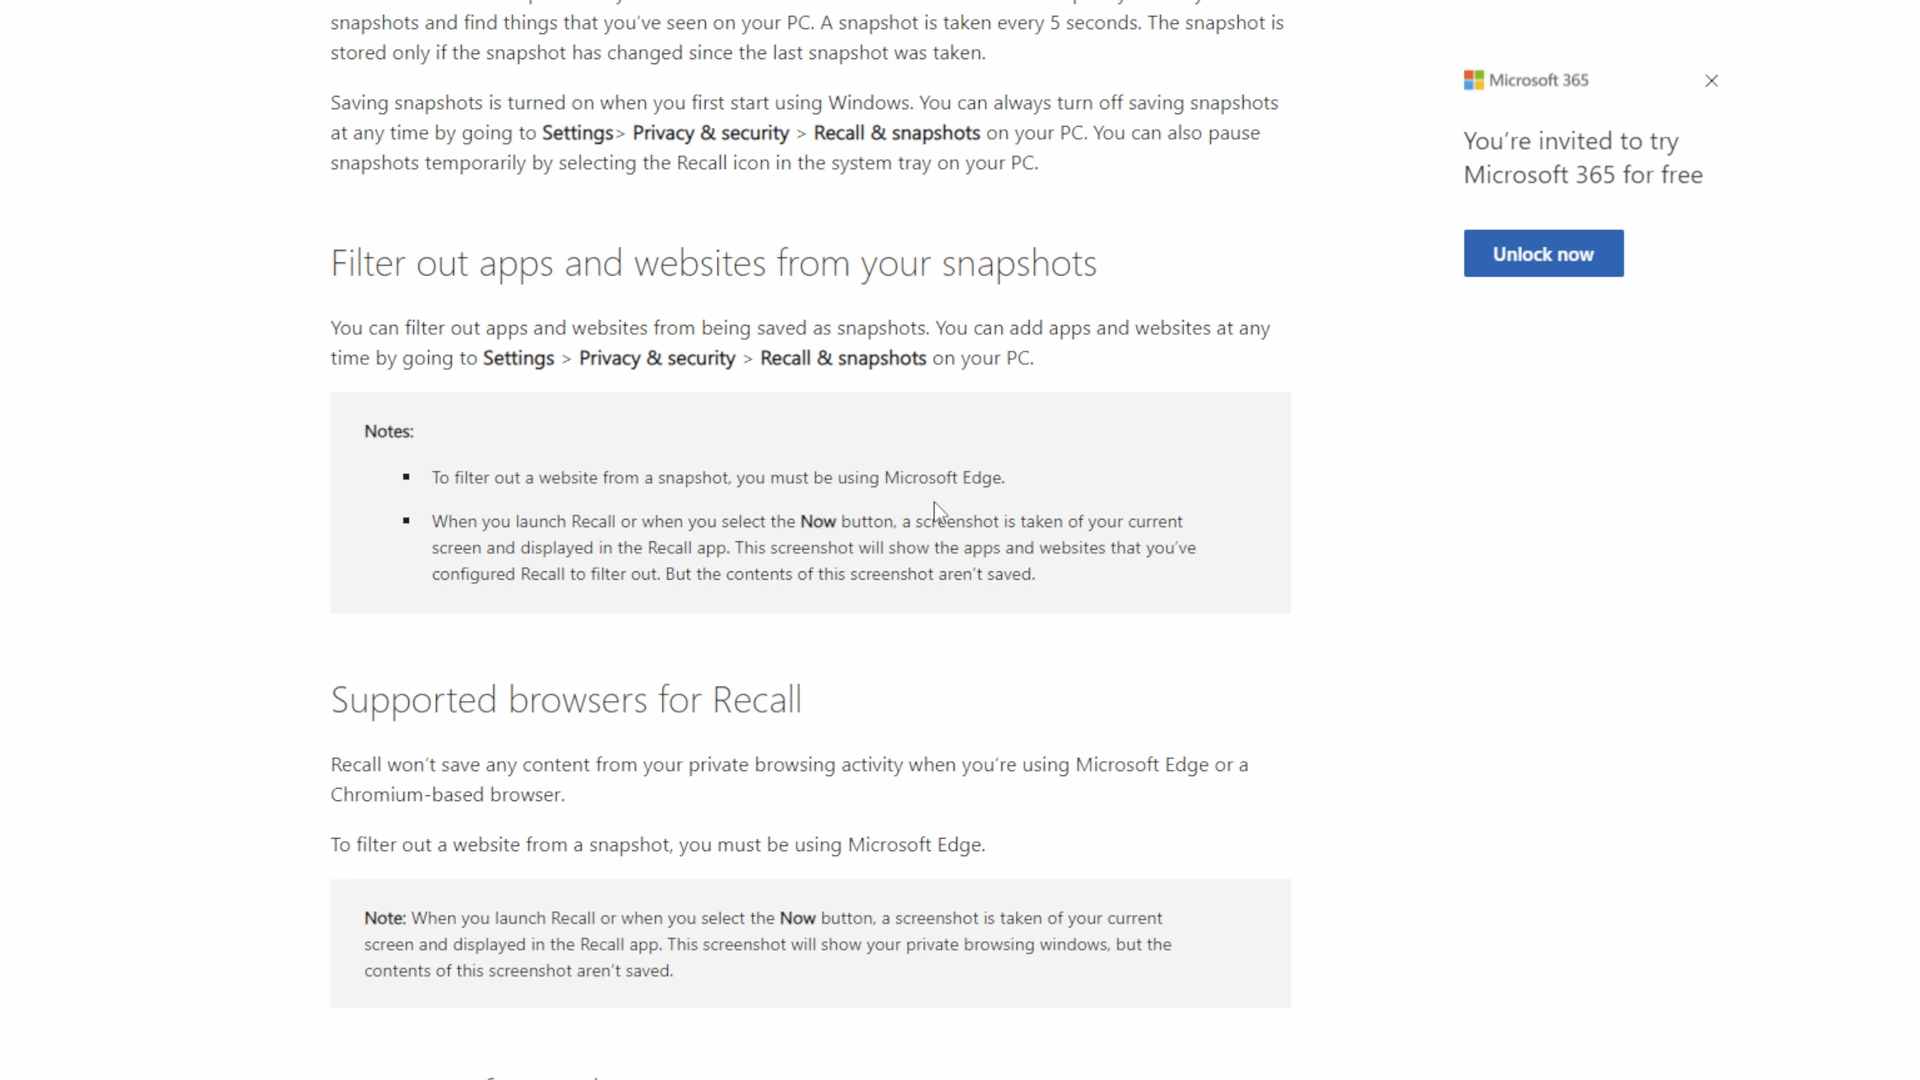 snapshots and find things that you've seen on your PC. A snapshot is taken every 5 seconds. The snapshot is
stored only if the snapshot has changed since the last snapshot was taken.
Saving snapshots is turned on when you first start using Windows. You can always turn off saving snapshots
at any time by going to Settings> Privacy & security > Recall & snapshots on your PC. You can also pause
snapshots temporarily by selecting the Recall icon in the system tray on your PC.
Filter out apps and websites from your snapshots
You can filter out apps and websites from being saved as snapshots. You can add apps and websites at any
time by going to Settings > Privacy & security > Recall & snapshots on your PC.
Notes:
To filter out a website from a snapshot, you must be using Microsoft Edge.
When you launch Recall or when you select the Now button, a screenshot is taken of your current
screen and displayed in the Recall app. This screenshot will show the apps and websites that you've
configured Recall to filter out. But the contents of this screenshot aren't saved.
Supported browsers for Recall
Recall won't save any content from your private browsing activity when you're using Microsoft Edge or a
Chromium-based browser.
To filter out a website from a snapshot, you must be using Microsoft Edge.
Note: When you launch Recall or when you select the Now button, a screenshot is taken of your current
screen and displayed in the Recall app. This screenshot will show your private browsing windows, but the
contents of this screenshot aren't saved.
Microsoft 365
You're invited to try
Microsoft 365 for free
Unlock now